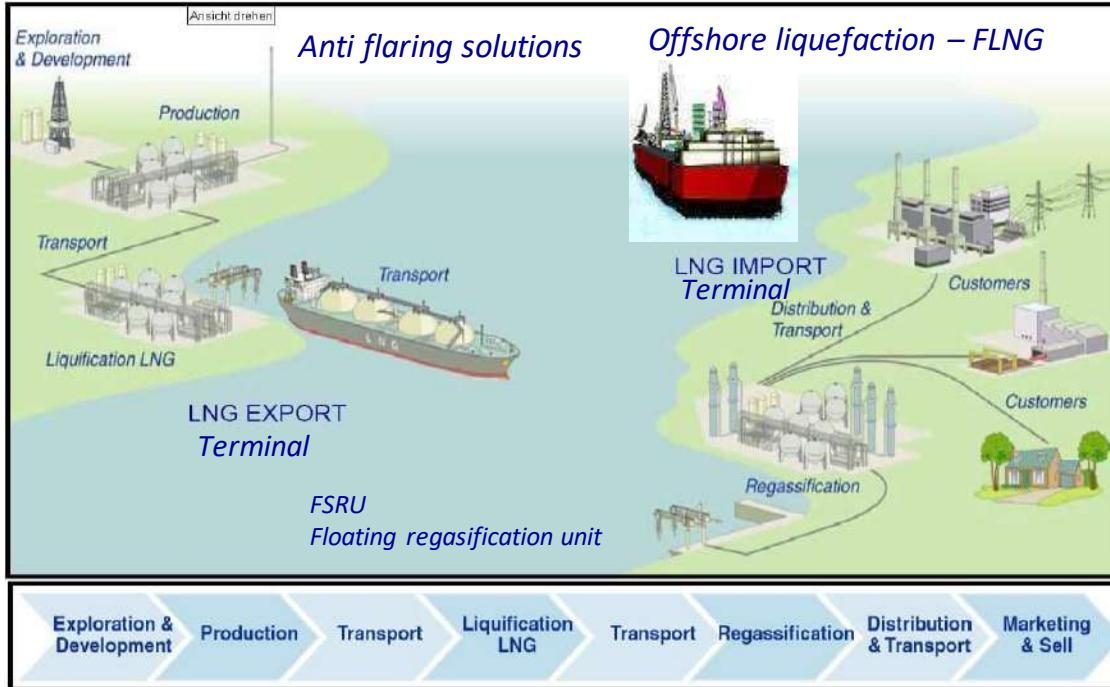 Ansicht drehen
Exploration
& Development
Anti flaring solutions
Offshore liquefaction – FLNG
Production
Transport
Transport
LNG
Liquification LNG
LNG IMPORT
Terminal
Customers
Distribution &
Transport
LNG EXPORT
Terminal
Customers
Regassification
FSRU
Floating regasification unit
Exploration &
Development
Production
Transport
Liquification
LNG
Transport
Regassification
Distribution
& Transport
Marketing
& Sell